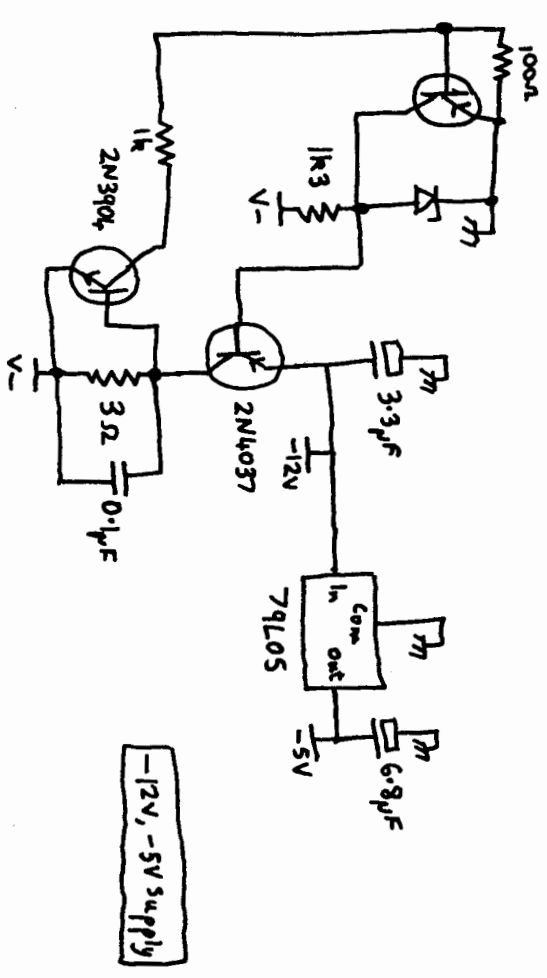 100Ω
1k
2N3904
1k3
V-
V-
3Ω
0.1µF
2N4037
3.3µF
-12V
In
Com
Out
79L05
-5V
6.8µF
-12V, -5V Supply